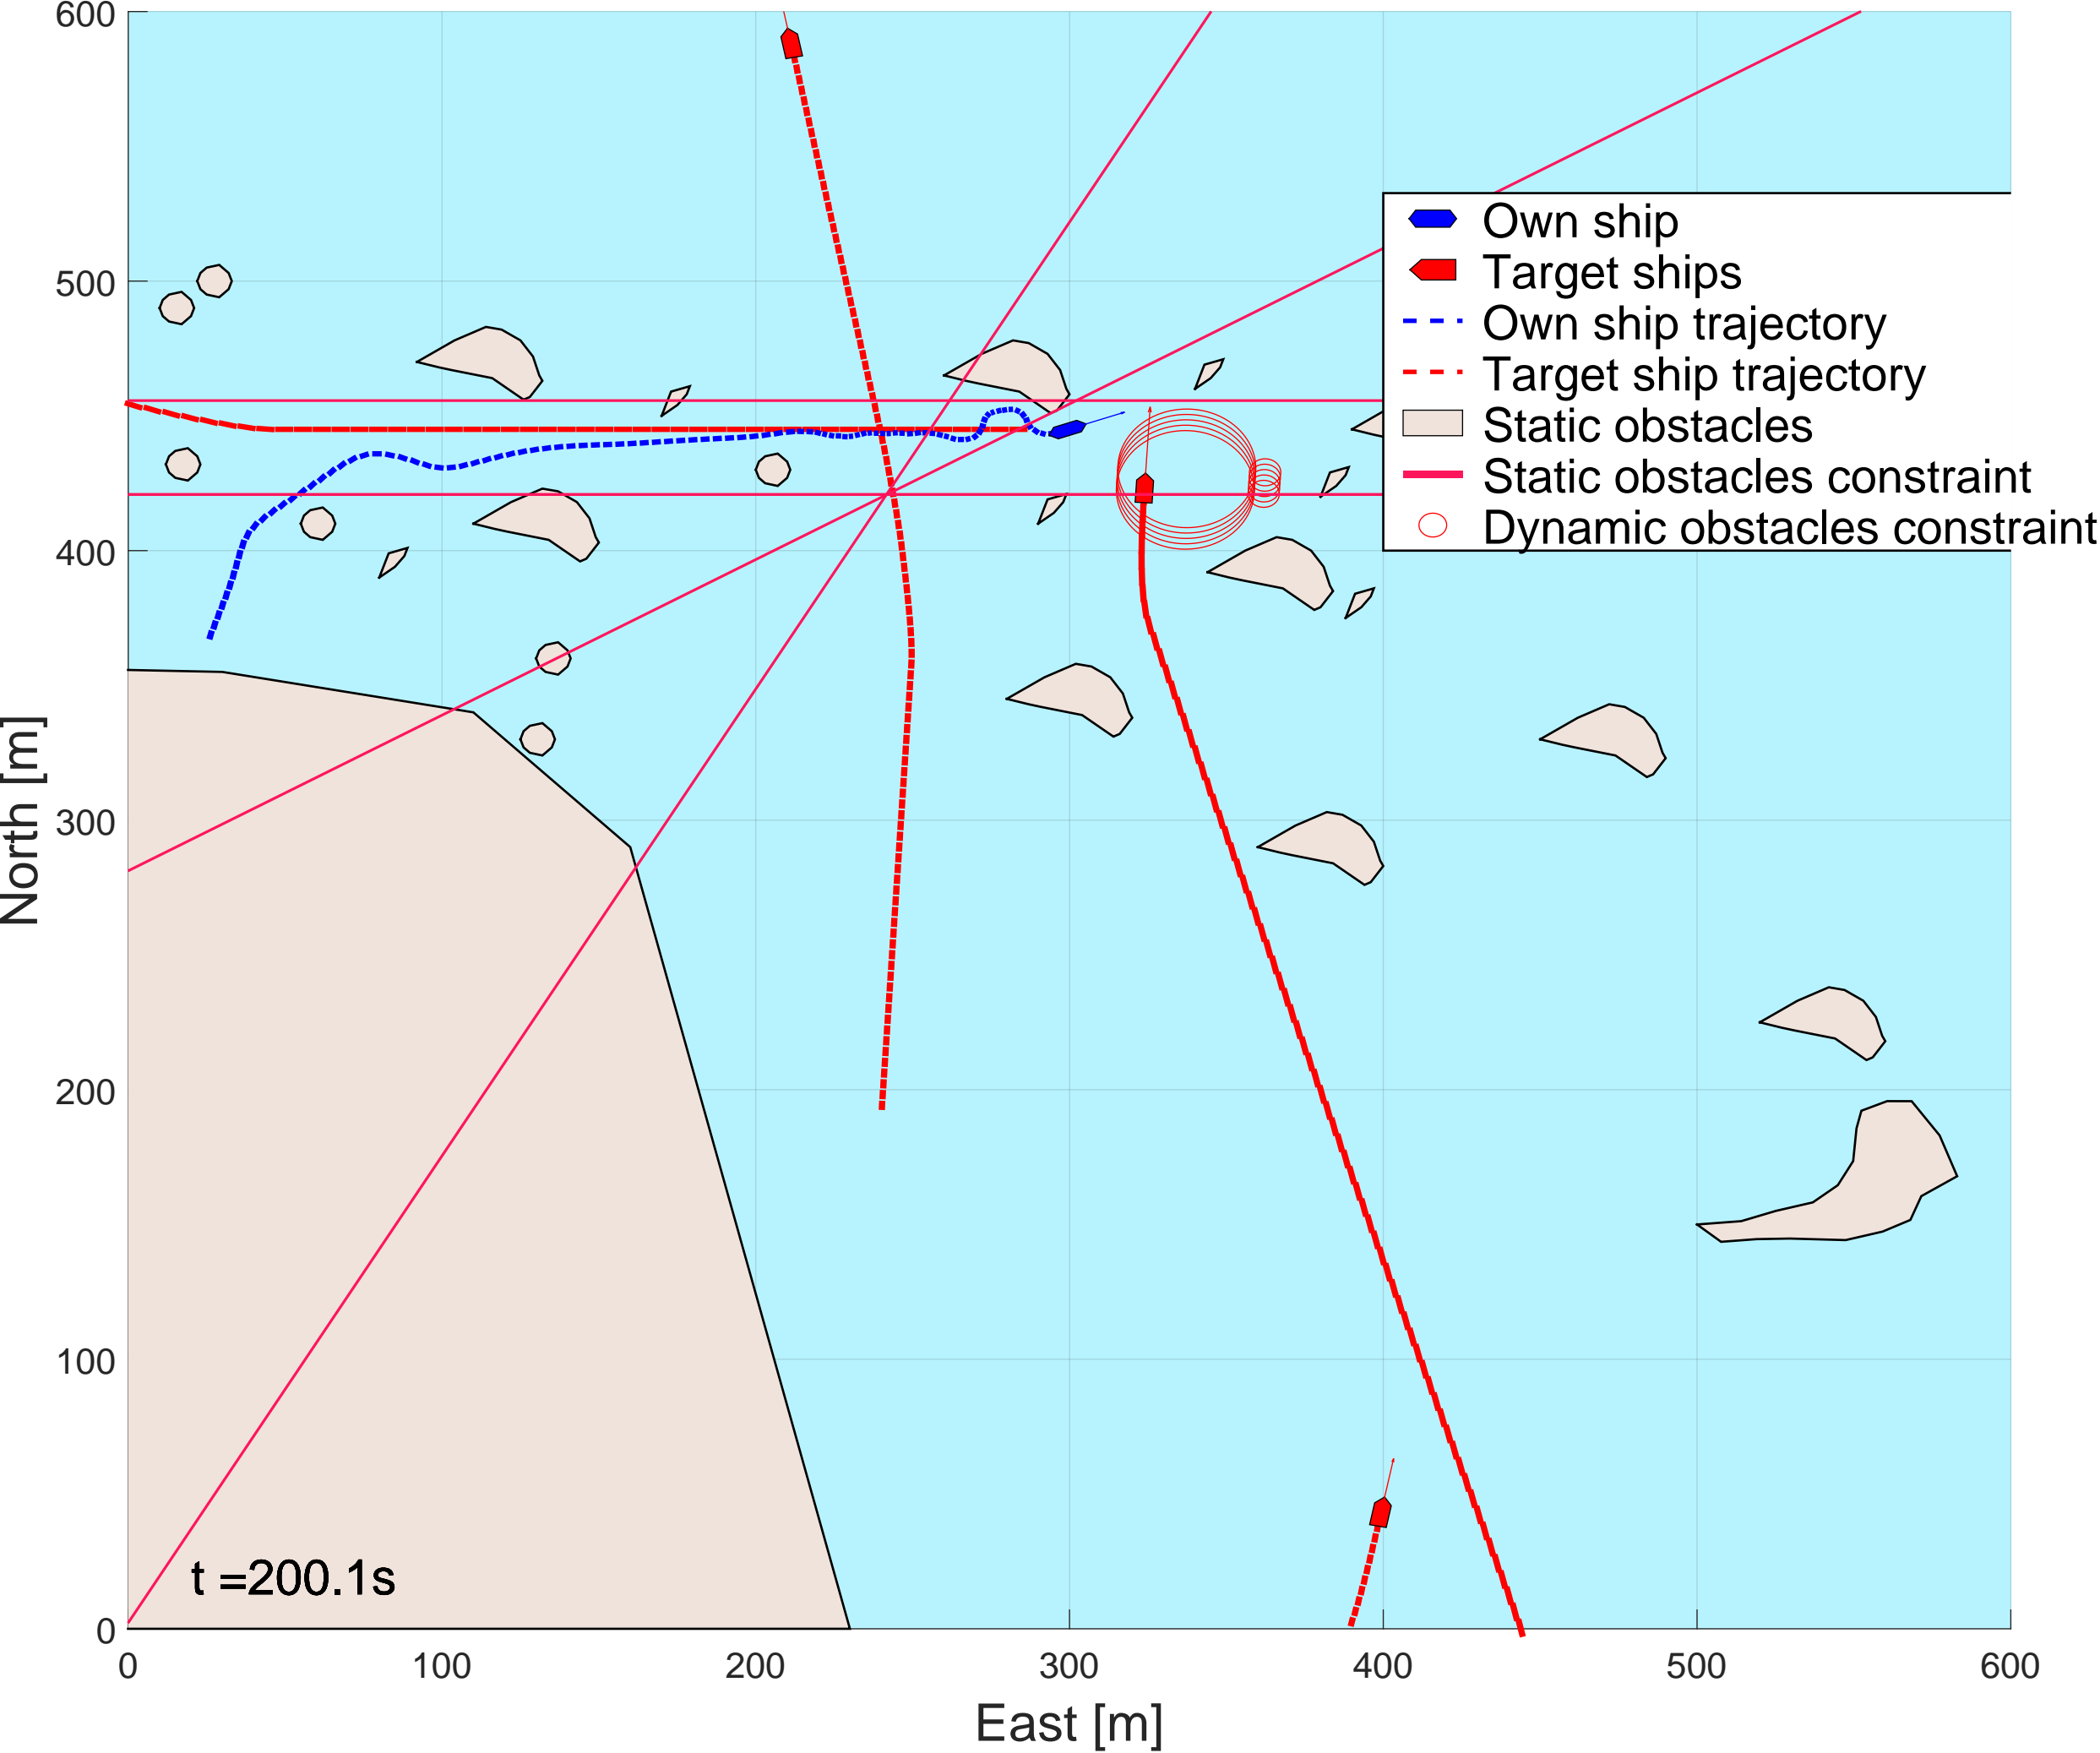 600
500
400
300
200
100
0
North [m]
Own ship
Target ships
Own ship trajectory
Target ship trajectory
Static obstacles
Static obstacles constraint
Dynamic obstacles constraint
t =200.1s
0 100 200 300 400 500 600
East [m]